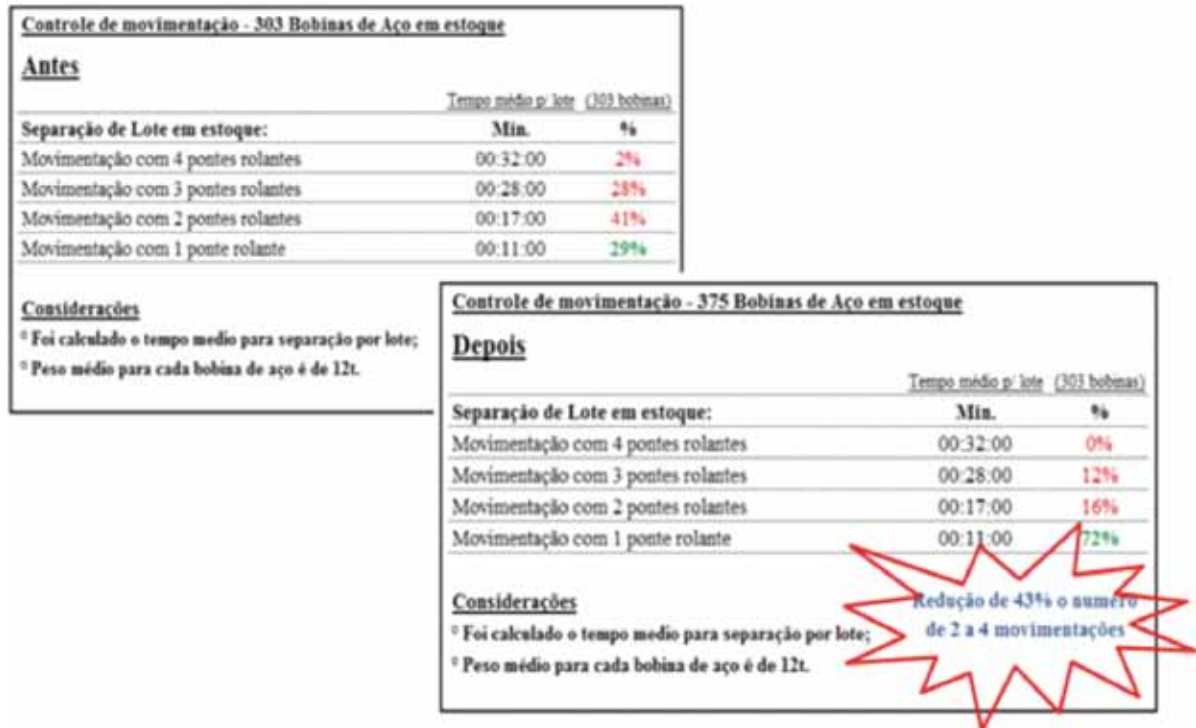 Controle de movimentação - 303 Bobinas de Aço em estoque
Antes
Tempo médio p/ lote (303 bobinas)
Separação de Lote em estoque: Min. %
Movimentação com 4 pontes rolantes 00:32:00 2%
Movimentação com 3 pontes rolantes 00:28:00 28%
Movimentação com 2 pontes rolantes 00:17:00 41%
Movimentação com 1 ponte rolante 00:11:00 29%
Considerações
° Foi calculado o tempo medio para separação por lote;
° Peso médio para cada bobina de aço é de 12t.
Controle de movimentação - 375 Bobinas de Aço em estoque
Depois
Tempo médio p/ lote (303 bobinas)
Separação de Lote em estoque: Min. %
Movimentação com 4 pontes rolantes 00:32:00 0%
Movimentação com 3 pontes rolantes 00:28:00 12%
Movimentação com 2 pontes rolantes 00:17:00 16%
Movimentação com 1 ponte rolante 00:11:00 72%
Considerações
° Foi calculado o tempo medio para separação por lote;
° Peso médio para cada bobina de aço é de 12t.
Redução de 43% o numero
de 2 a 4 movimentações